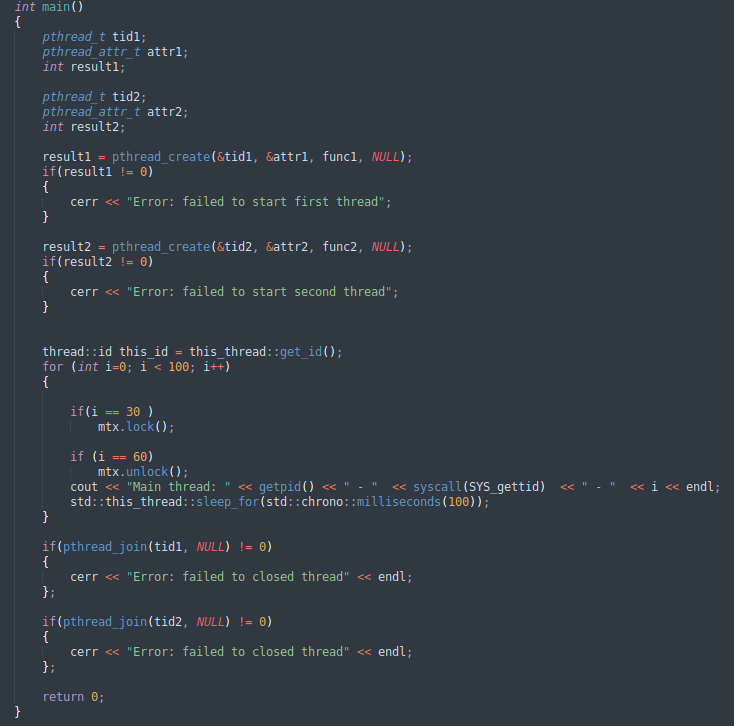 int main()
{
    pthread_t tid1;
    pthread_attr_t attr1;
    int result1;

    pthread_t tid2;
    pthread_attr_t attr2;
    int result2;

    result1 = pthread_create(&tid1, &attr1, func1, NULL);
    if(result1 != 0)
    {
        cerr << "Error: failed to start first thread";
    }

    result2 = pthread_create(&tid2, &attr2, func2, NULL);
    if(result2 != 0)
    {
        cerr << "Error: failed to start second thread";
    }


    thread::id this_id = this_thread::get_id();
    for (int i=0; i < 100; i++)
    {

        if(i == 30 )
            mtx.lock();

        if (i == 60)
            mtx.unlock();
        cout << "Main thread: " << getpid() << " - "  << syscall(SYS_gettid)  << " - "  << i << endl;
        std::this_thread::sleep_for(std::chrono::milliseconds(100));
    }

    if(pthread_join(tid1, NULL) != 0)
    {
        cerr << "Error: failed to closed thread" << endl;
    };

    if(pthread_join(tid2, NULL) != 0)
    {
        cerr << "Error: failed to closed thread" << endl;
    };

    return 0;
}